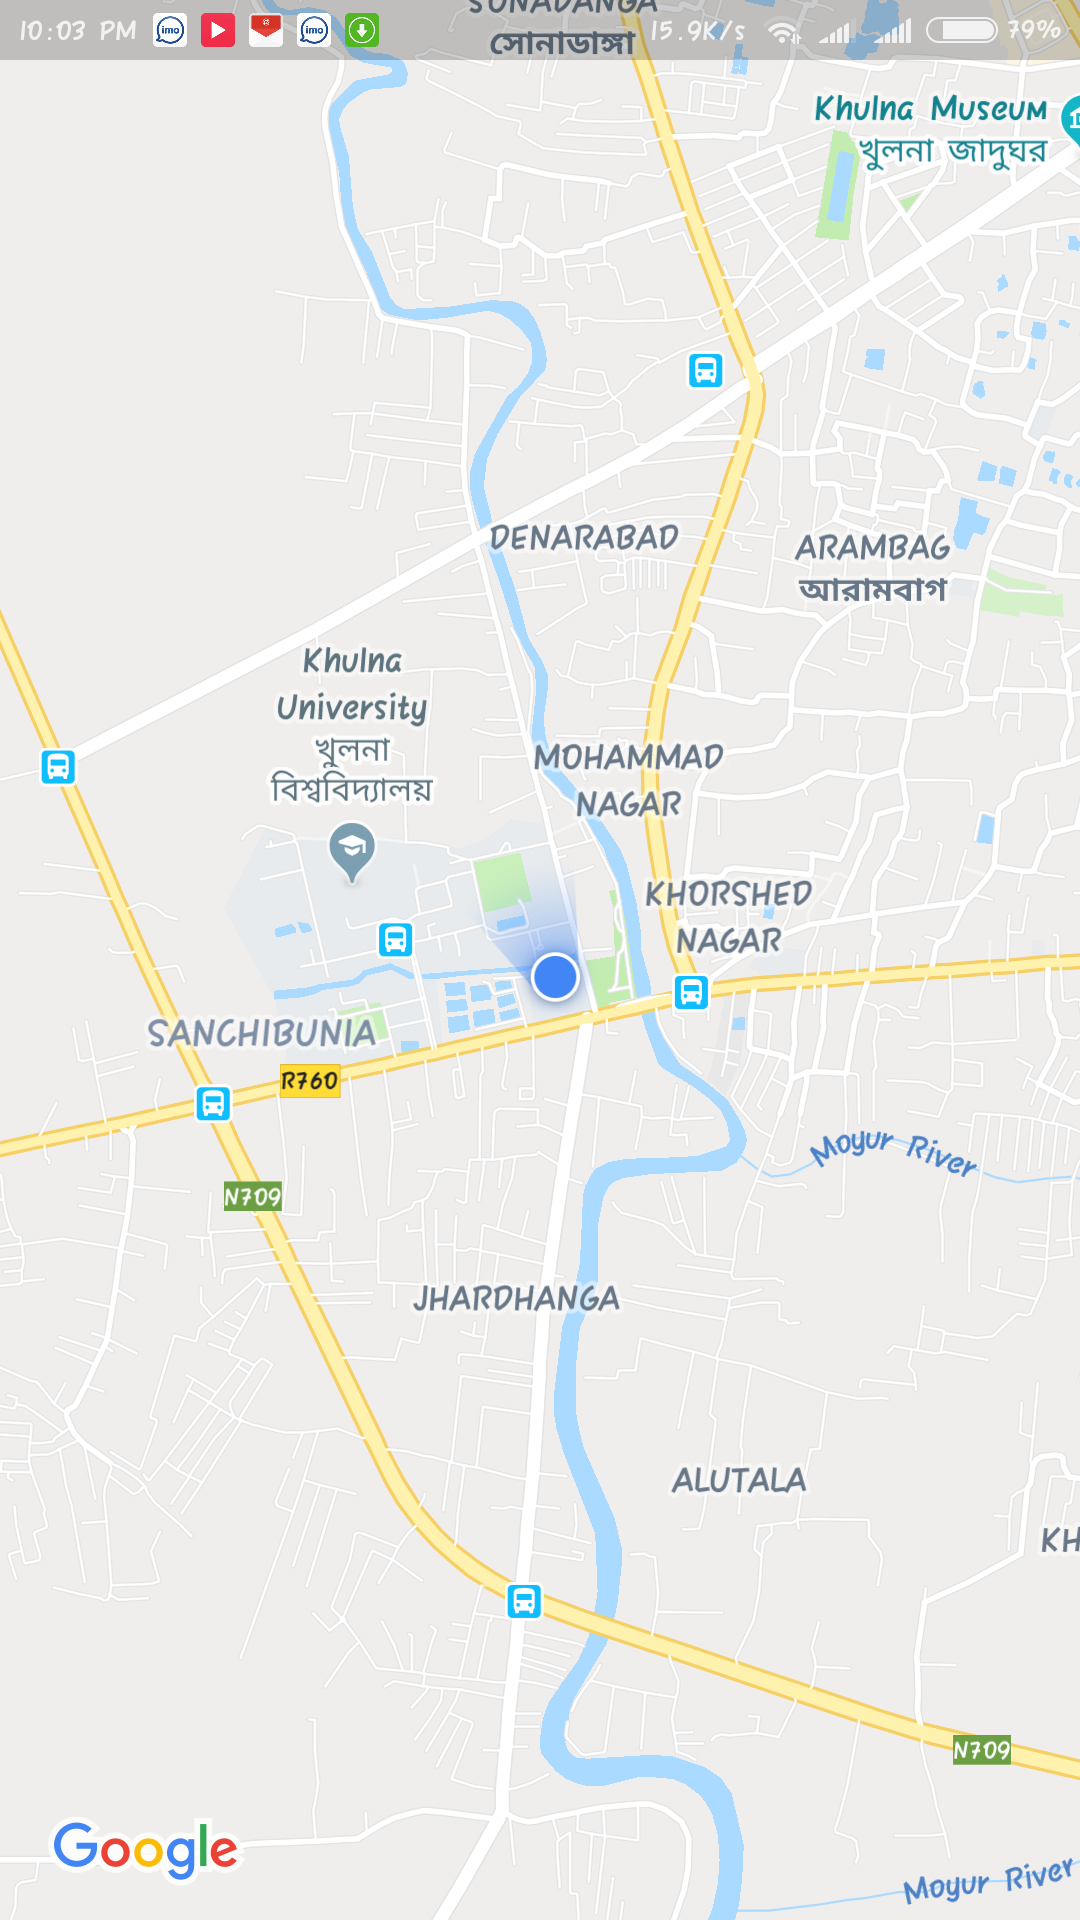 10:03 PM
imo
imo
15.9K/s
79%
SONADANGA
সোনাডাঙ্গা
Khulna Museum
খুলনা জাদুঘর
DENARABAD
ARAMBAG
আরামবাগ
Khulna
University
খুলনা
বিশ্ববিদ্যালয়
MOHAMMAD
NAGAR
KHORSHED
NAGAR
SANCHIBUNIA
R760
Moyur River
N709
JHARDHANGA
ALUTALA
KH
N709
Google
Moyur River